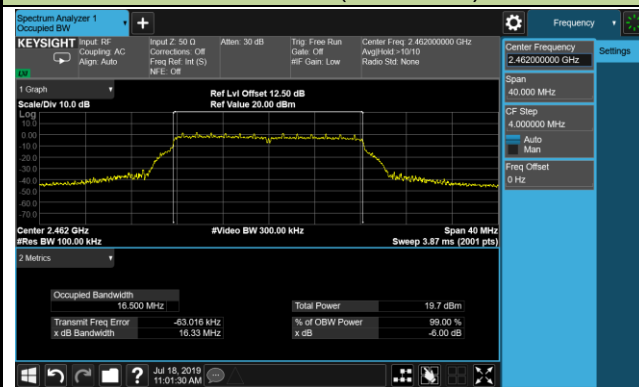 Spectrum Analyzer 1
Occupied BW
Frequency
KEYSIGHT
Input: RF
Coupling: AC
Align: Auto
Input Z: 50 Ω
Corrections: Off
Freq Ref: Int (S)
NFE: Off
Atten: 30 dB
Trig: Free Run
Gate: Off
#IF Gain: Low
Center Freq: 2.462000000 GHz
Avg|Hold:>10/10
Radio Std: None
Center Frequency
2.462000000 GHz
Settings
Span
40.000 MHz
CF Step
4.000000 MHz
Auto
Man
Freq Offset
0 Hz
1 Graph
Scale/Div 10.0 dB
Ref Lvl Offset 12.50 dB
Ref Value 20.00 dBm
Log
10.0
0.00
-10.0
-20.0
-30.0
-40.0
-50.0
-60.0
-70.0
Center 2.462 GHz
#Video BW 300.00 kHz
Span 40 MHz
#Res BW 100.00 kHz
Sweep 3.87 ms (2001 pts)
2 Metrics
Occupied Bandwidth
16.500 MHz
Total Power 19.7 dBm
Transmit Freq Error -63.016 kHz
% of OBW Power 99.00 %
x dB Bandwidth 16.33 MHz
x dB -6.00 dB
Jul 18, 2019
11:01:30 AM